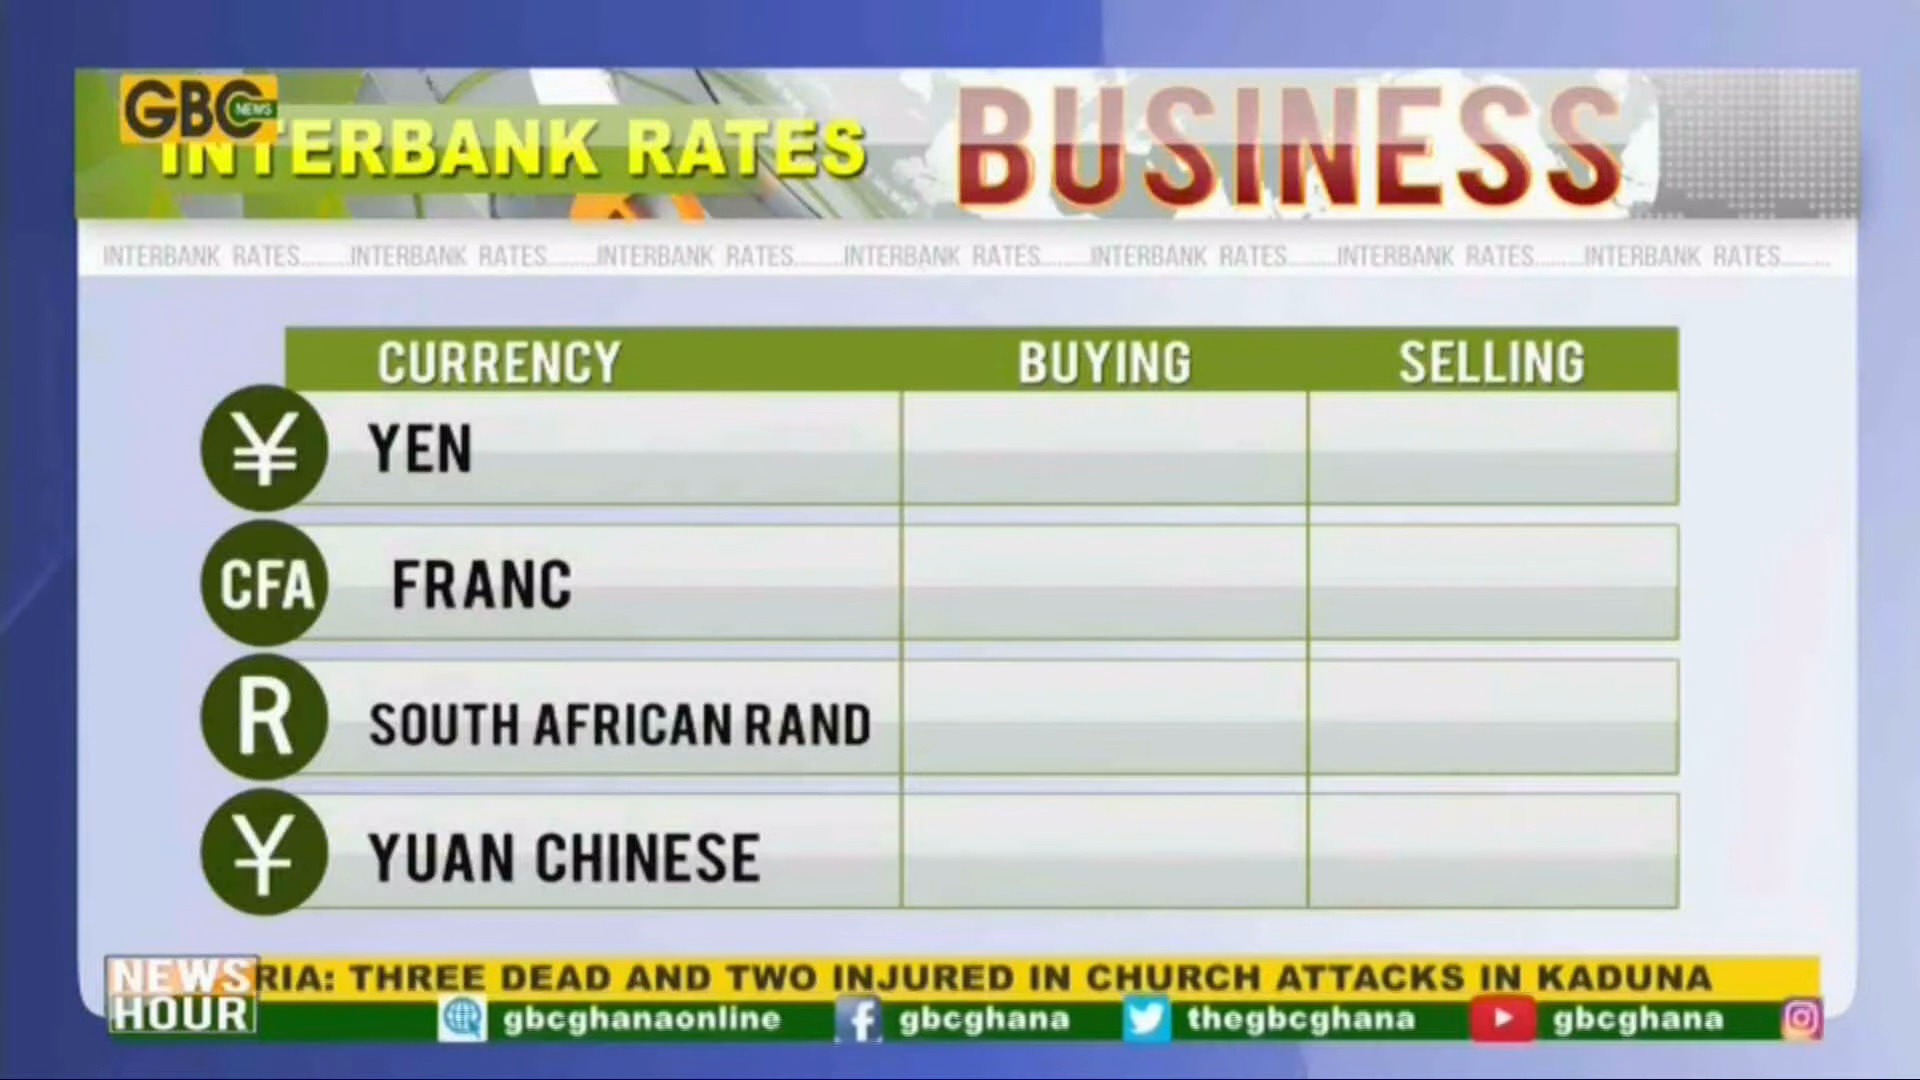 GBC NEWS
INTERBANK RATES
BUSINESS
INTERBANK RATES........INTERBANK RATES........INTERBANK RATES........INTERBANK RATES........INTERBANK RATES........INTERBANK RATES........INTERBANK RATES........
CURRENCY BUYING SELLING
¥ YEN
CFA FRANC
R SOUTH AFRICAN RAND
¥ YUAN CHINESE
NEWS HOUR
RIA: THREE DEAD AND TWO INJURED IN CHURCH ATTACKS IN KADUNA
gbcghanaonline gbcghana thegbcghana gbcghana